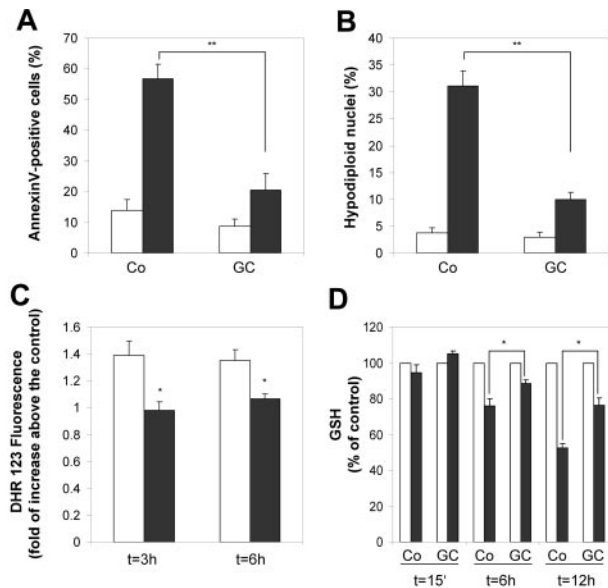 A
AnnexinV-positive cells (%)
70
60
50
40
30
20
10
0
**
Co GC
B
Hypodiploid nuclei (%)
40
35
30
25
20
15
10
5
0
**
Co GC
C
DHR 123 Fluorescence
(fold of increase above the control)
1.6
1.4
1.2
1
0.8
0.6
0.4
0.2
0
* *
t=3h t=6h
D
GSH
(% of control)
120
100
80
60
40
20
0
* *
Co GC Co GC Co GC
t=15' t=6h t=12h